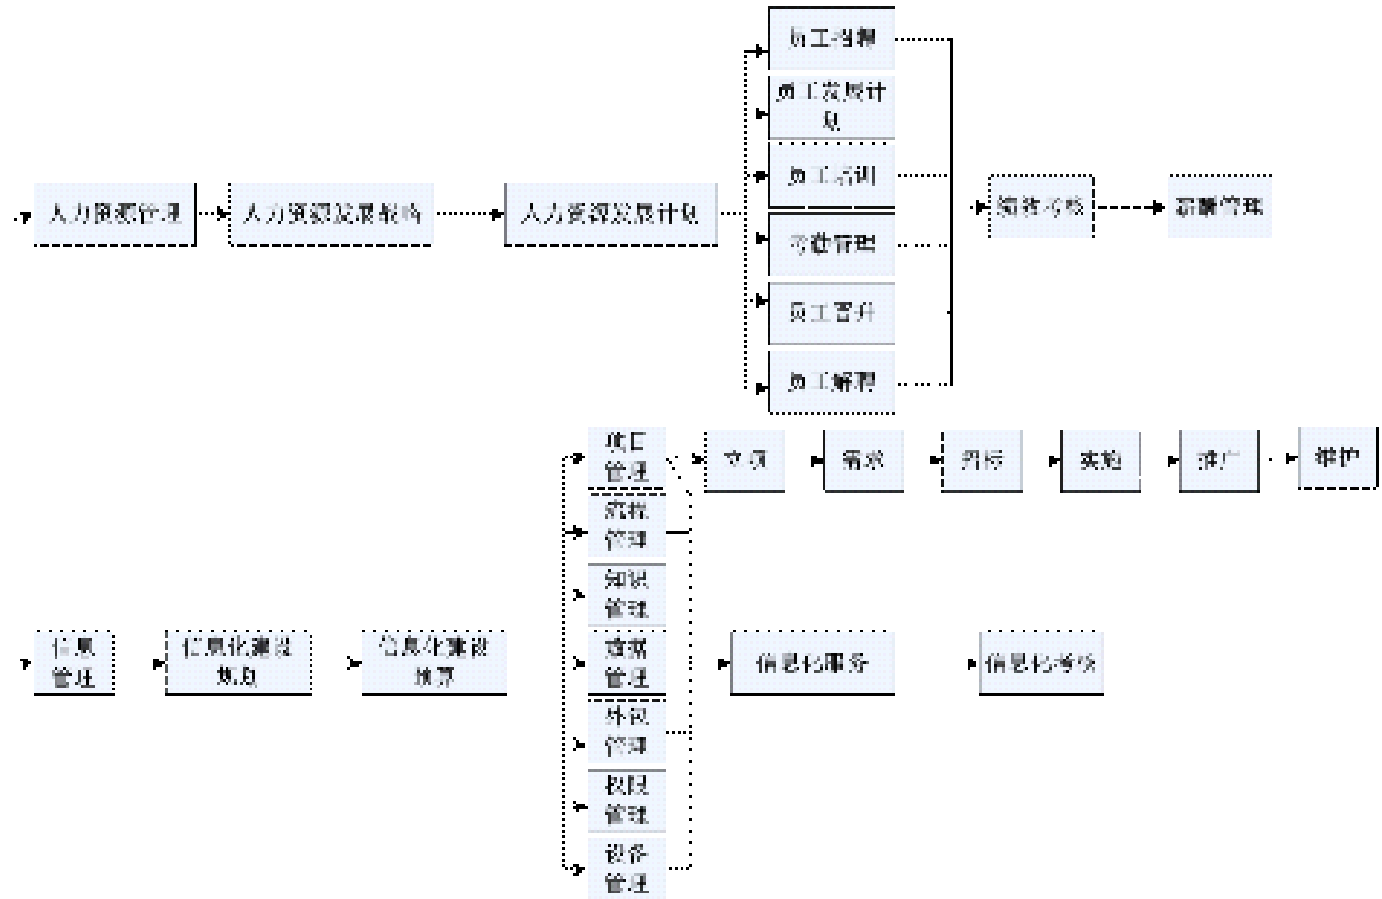 员工招聘
员工发展计
划
员工培训
人力资源管理
人力资源发展战略
人力资源发展计划
绩效考核
薪酬管理
考勤管理
员工晋升
员工解聘
项目
管理
立项
需求
招标
实施
推广
维护
流程
管理
知识
管理
信息
管理
信息化建设
规划
信息化建设
预算
数据
管理
信息化服务
信息化考核
外包
管理
权限
管理
设备
管理